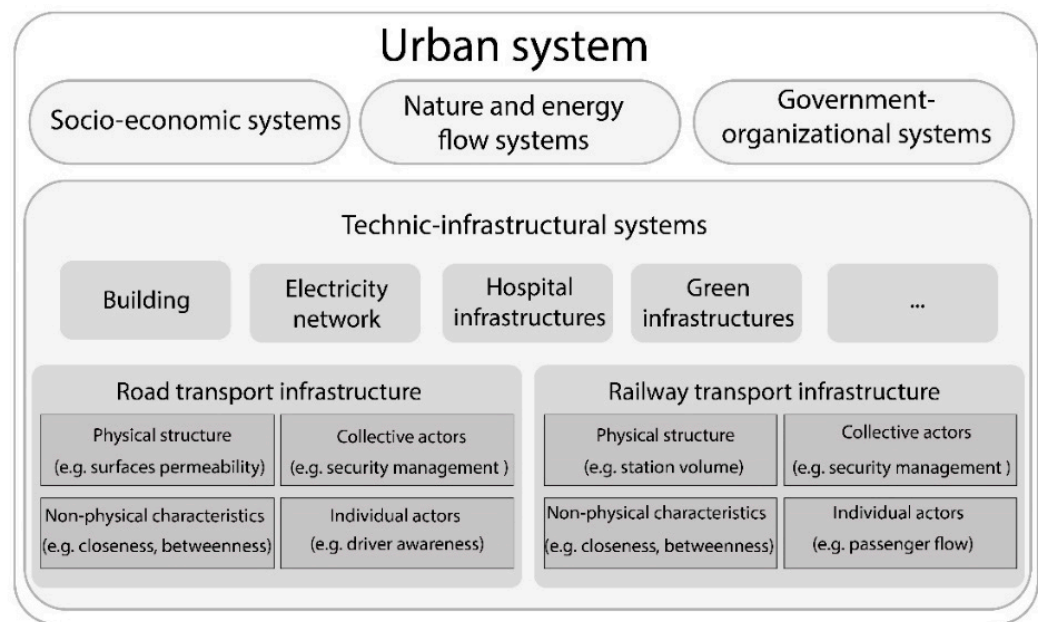 Urban system
Socio-economic systems
Nature and energy
flow systems
Government-
organizational systems
Technic-infrastructural systems
Building
Electricity
network
Hospital
infrastructures
Green
infrastructures
...
Road transport infrastructure
Physical structure
(e.g. surfaces permeability)
Collective actors
(e.g. security management )
Non-physical characteristics
(e.g. closeness, betweenness)
Individual actors
(e.g. driver awareness)
Railway transport infrastructure
Physical structure
(e.g. station volume)
Collective actors
(e.g. security management )
Non-physical characteristics
(e.g. closeness, betweenness)
Individual actors
(e.g. passenger flow)